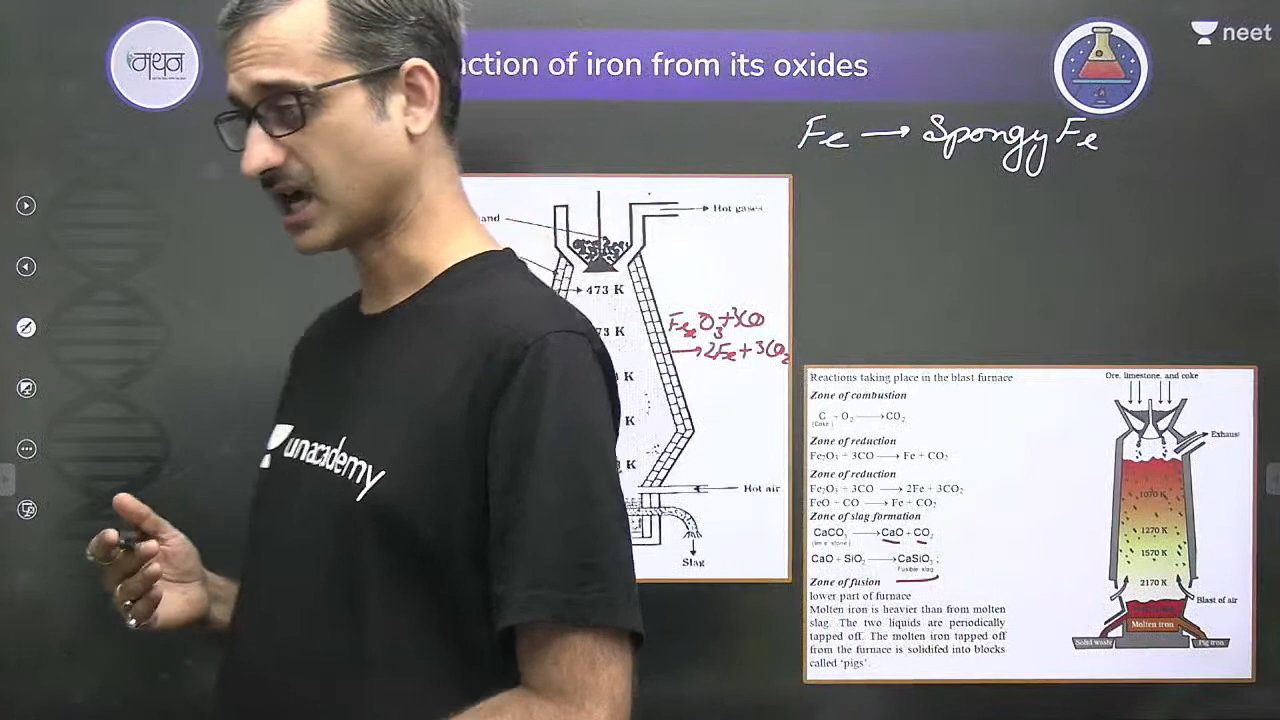 मंथन
action of iron from its oxides
neet
Fe → Spongy Fe
and
Hot gases
473 K
73 K
K
K
K
Fe₂O₃+3CO
→2Fe+3CO₂
Hot air
Slag
unacademy
Reactions taking place in the blast furnace
Zone of combustion
C + O₂ ⟶ CO₂
(Coke)
Zone of reduction
Fe₂O₃ + 3CO ⟶ Fe + CO₂
Zone of reduction
Fe₂O₃ + 3CO ⟶ 2Fe + 3CO₂
FeO + CO ⟶ Fe + CO₂
Zone of slag formation
CaCO₃ ⟶ CaO + CO₂
(lime stone)
CaO + SiO₂ ⟶ CaSiO₃ ;
Fusible slag
Zone of fusion
lower part of furnace
Molten iron is heavier than from molten
slag. The two liquids are periodically
tapped off. The molten iron tapped off
from the furnace is solidifed into blocks
called 'pigs'.
Ore, limestone, and coke
Exhaus
1070 K
1270 K
1570 K
2170 K
Blast of air
Molten iron
Solid waste
Pig iron